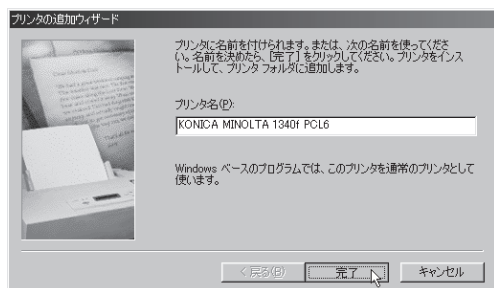 プリンタの追加ウィザード
プリンタに名前を付けられます。または、次の名前を使ってくださ
い。名前を決めたら、[完了] をクリックしてください。プリンタをインス
トールして、プリンタ フォルダに追加します。
プリンタ名(P):
KONICA MINOLTA 1340f PCL6
Windows ベースのプログラムでは、このプリンタを通常のプリンタとして
使います。
< 戻る(B)
完了
キャンセル